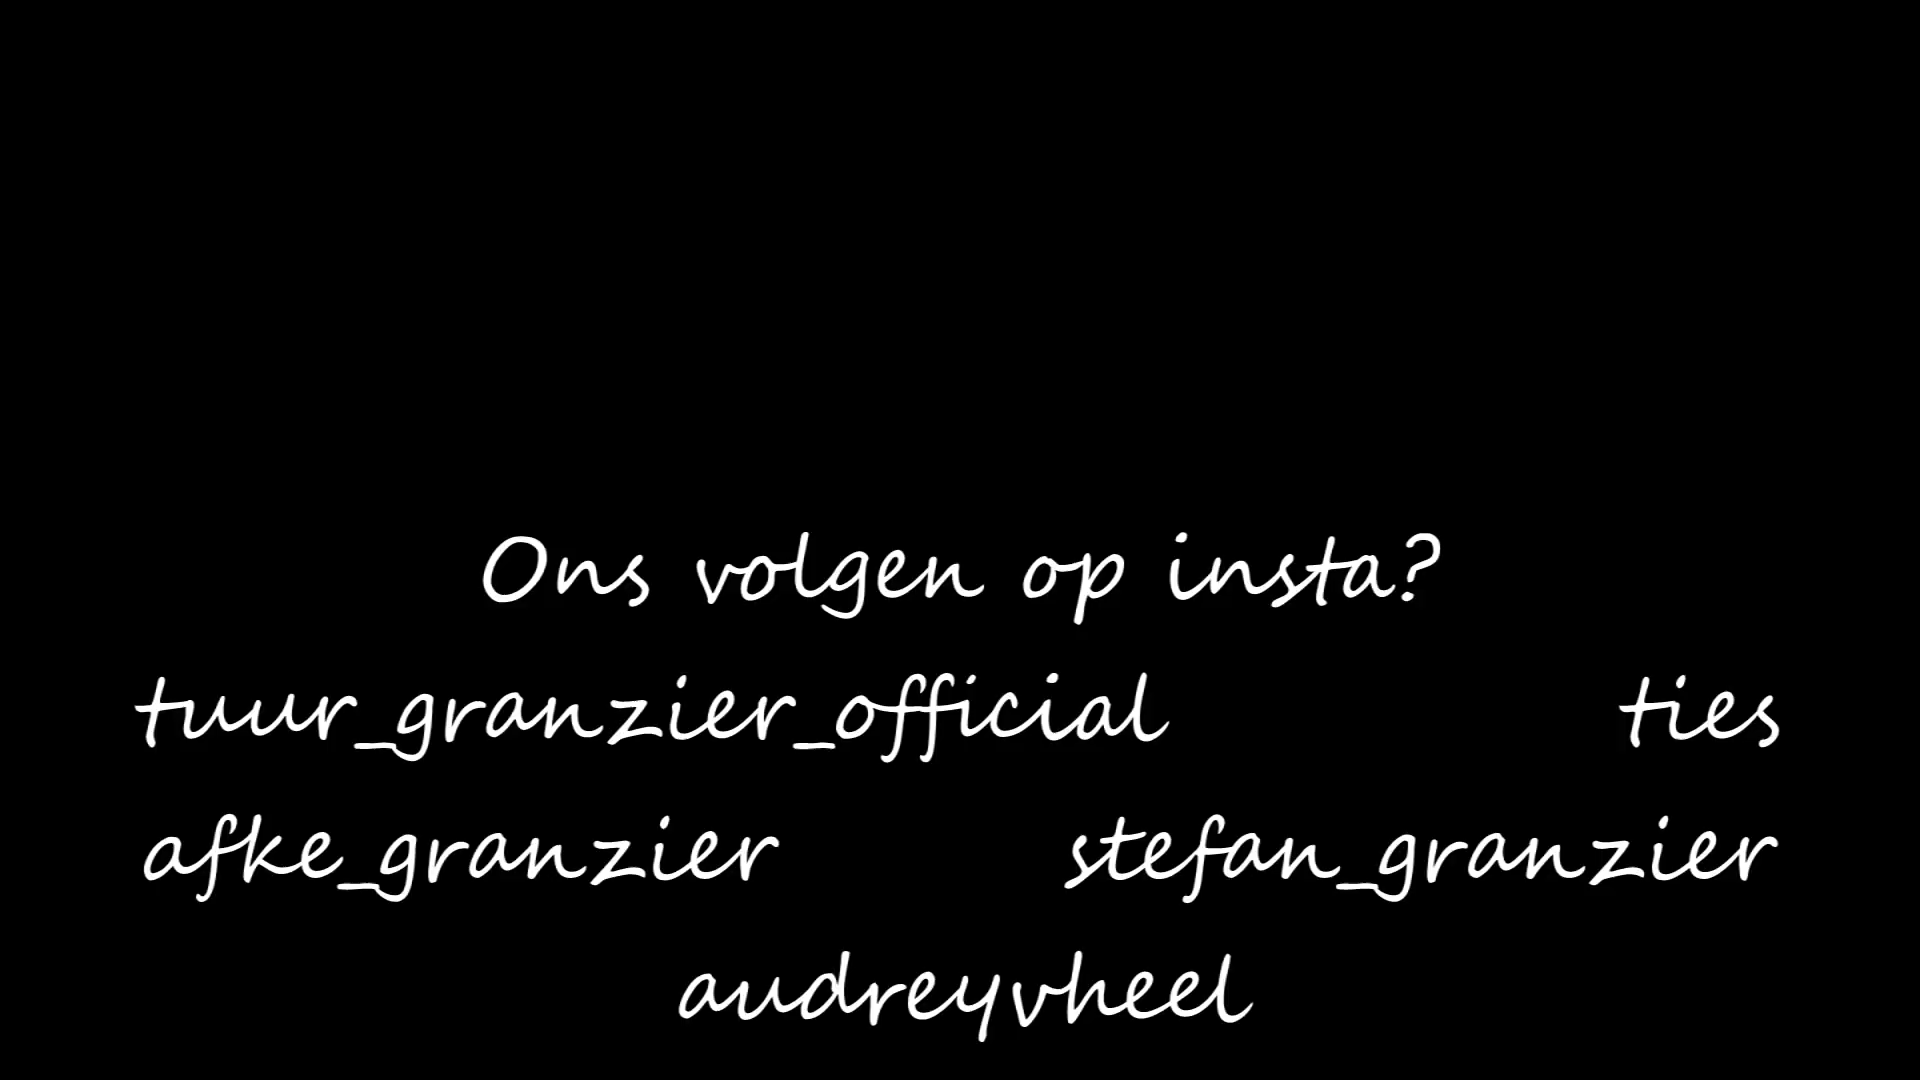 Ons volgen op insta?
tuur_granzier_official ties
afke_granzier stefan_granzier
audreyvheel